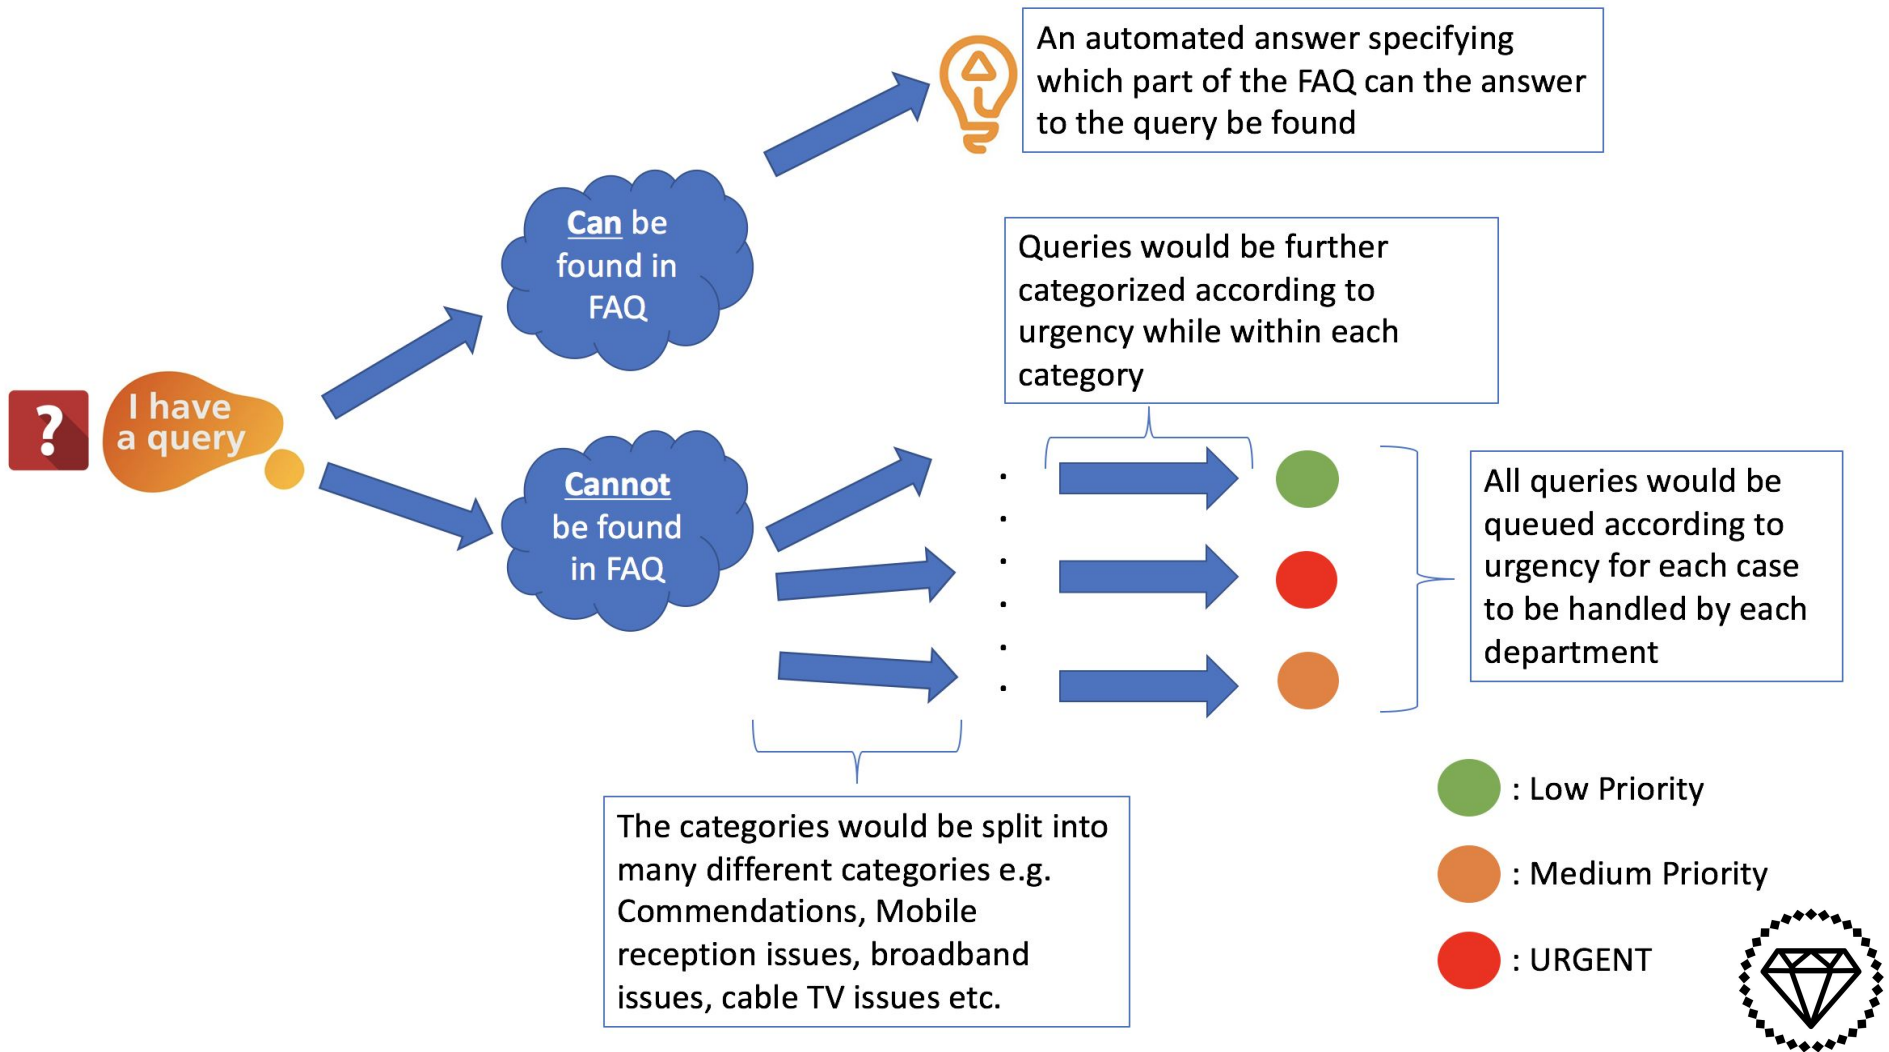 An automated answer specifying
which part of the FAQ can the answer
to the query be found
Can be
found in
FAQ
Queries would be further
categorized according to
urgency while within each
category
?
I have
a query
Cannot
be found
in FAQ
All queries would be
queued according to
urgency for each case
to be handled by each
department
The categories would be split into
many different categories e.g.
Commendations, Mobile
reception issues, broadband
issues, cable TV issues etc.
: Low Priority
: Medium Priority
: URGENT